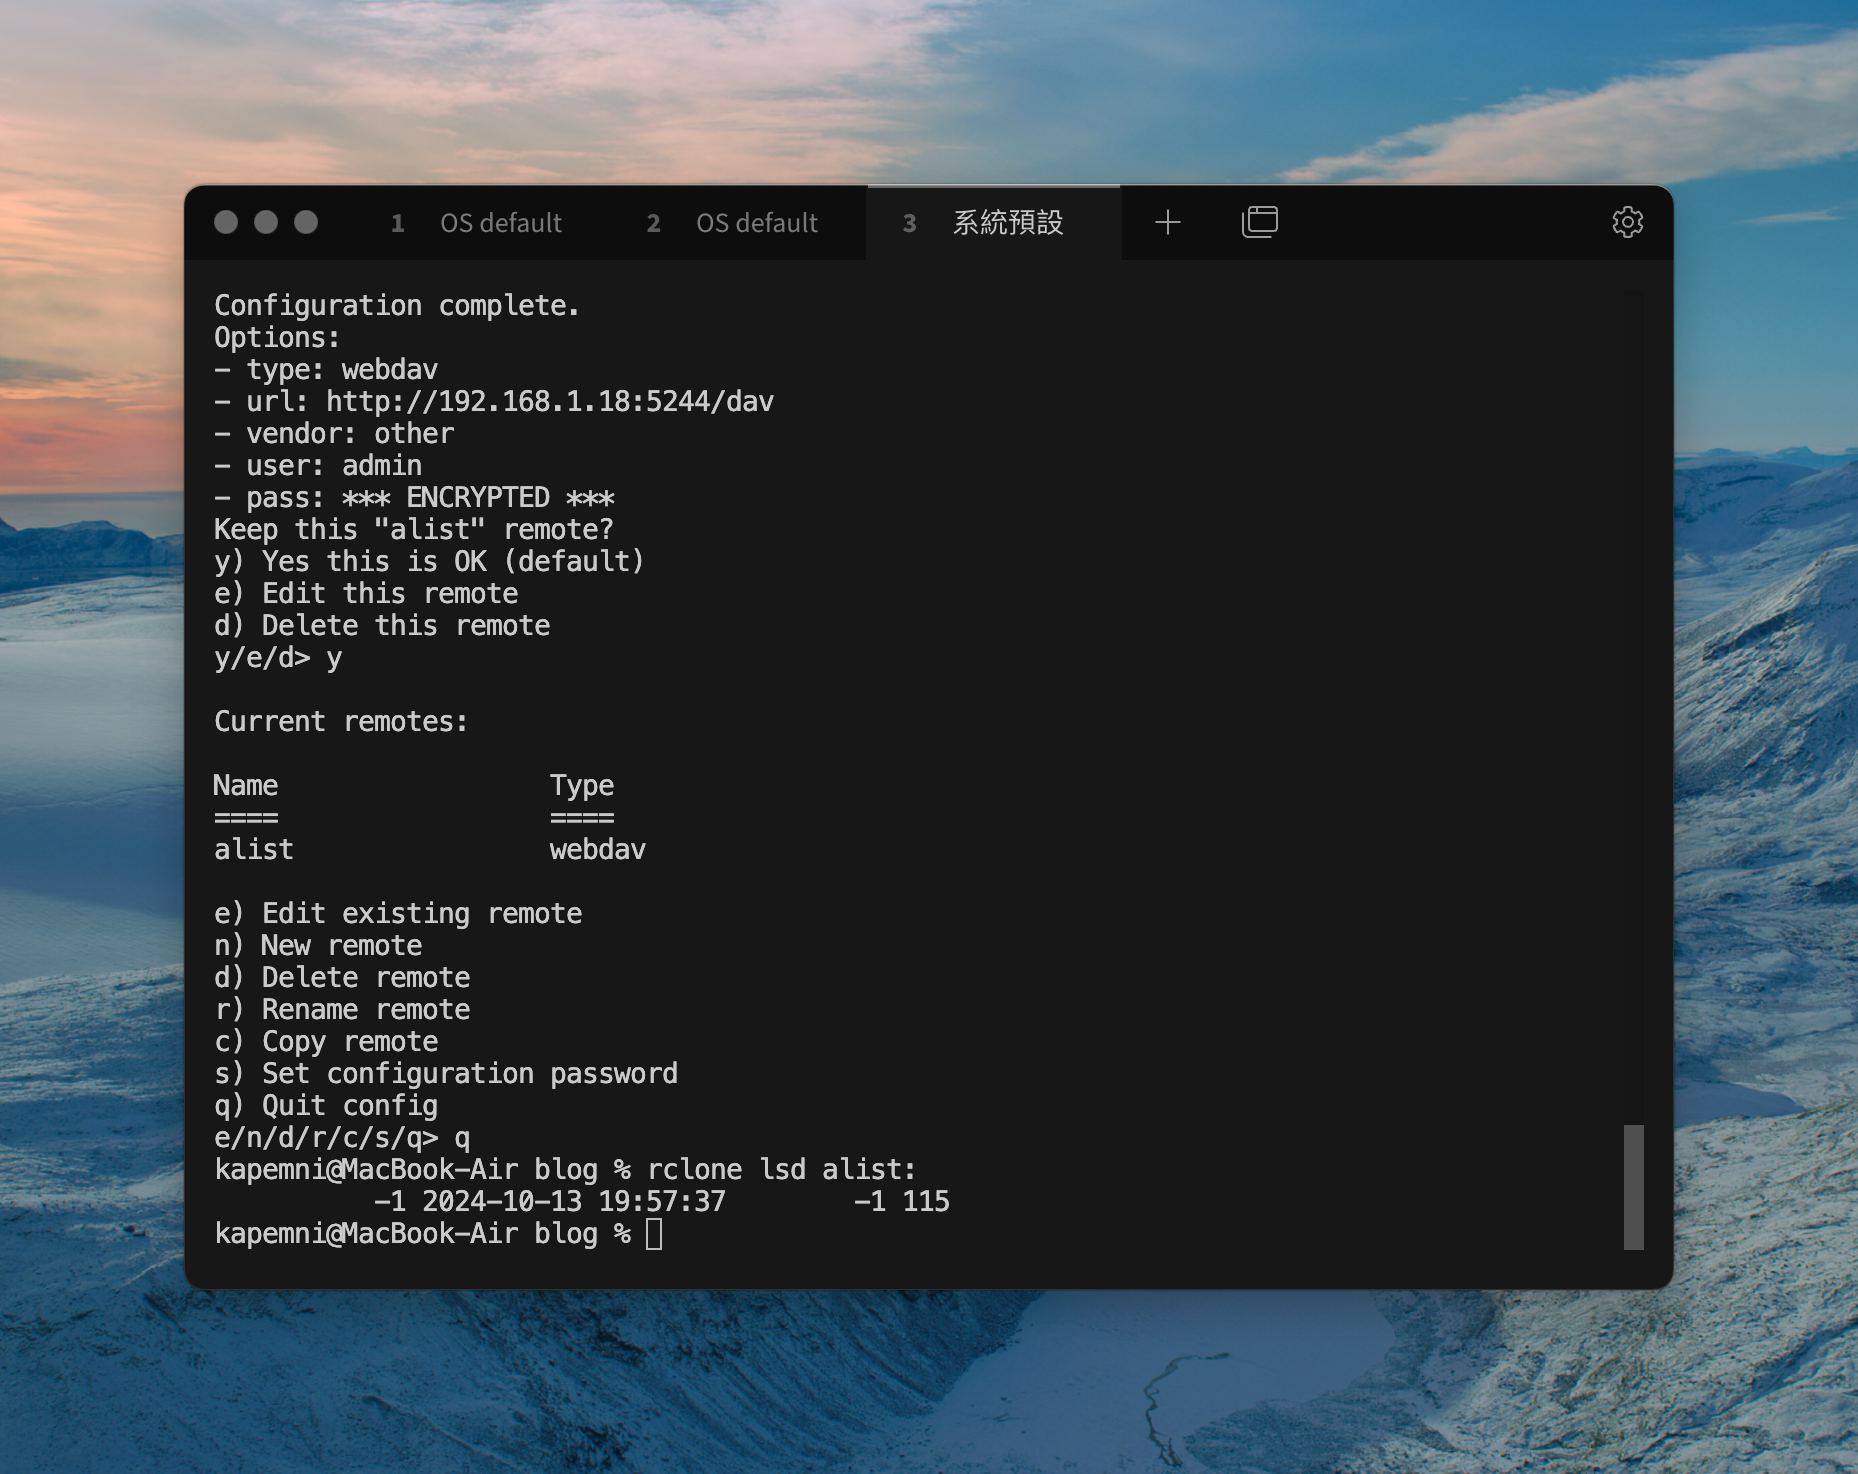 1 OS default 2 OS default 3 系統預設
Configuration complete.
Options:
- type: webdav
- url: http://192.168.1.18:5244/dav
- vendor: other
- user: admin
- pass: *** ENCRYPTED ***
Keep this "alist" remote?
y) Yes this is OK (default)
e) Edit this remote
d) Delete this remote
y/e/d> y
Current remotes:
Name Type
==== ====
alist webdav
e) Edit existing remote
n) New remote
d) Delete remote
r) Rename remote
c) Copy remote
s) Set configuration password
q) Quit config
e/n/d/r/c/s/q> q
kapemni@MacBook-Air blog % rclone lsd alist:
-1 2024-10-13 19:57:37 -1 115
kapemni@MacBook-Air blog %